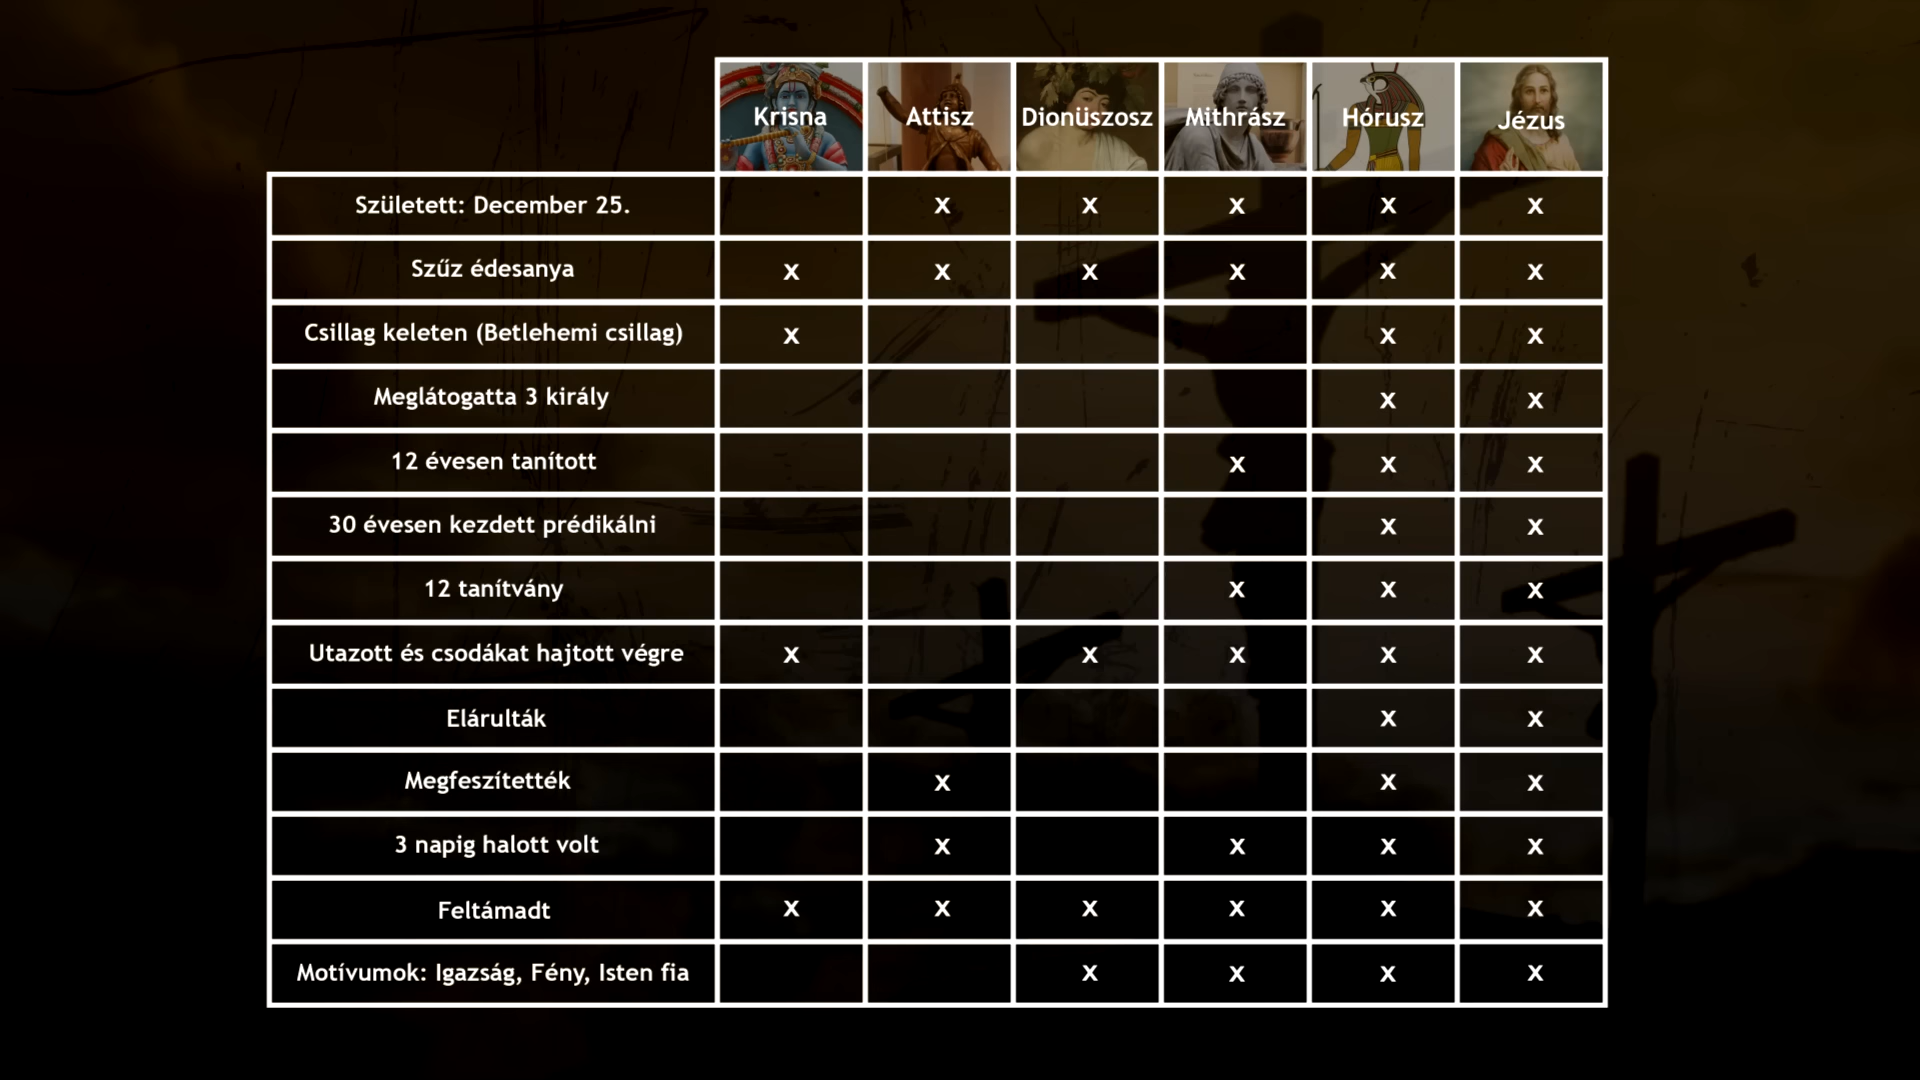 Krisna Attisz Dionüszosz Mithrász Hórusz Jézus
Született: December 25. x x x x x
Szűz édesanya x x x x x x
Csillag keleten (Betlehemi csillag) x x x
Meglátogatta 3 király x x
12 évesen tanított x x x
30 évesen kezdett prédikálni x x
12 tanítvány x x x
Utazott és csodákat hajtott végre x x x x x
Elárulták x x
Megfeszítették x x x
3 napig halott volt x x x x
Feltámadt x x x x x x
Motívumok: Igazság, Fény, Isten fia x x x x